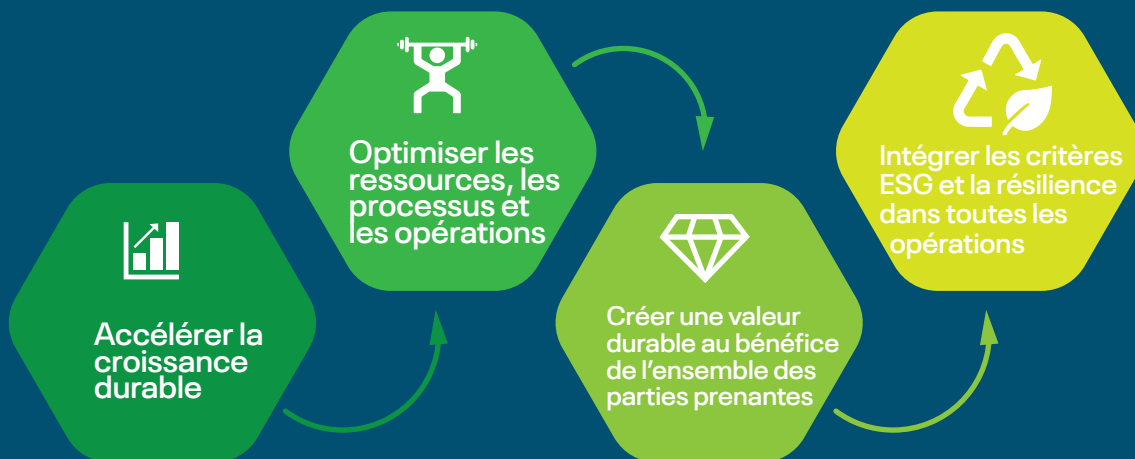 Accélérer la
croissance
durable
Optimiser les
ressources, les
processus et
les opérations
Créer une valeur
durable au bénéfice
de l'ensemble des
parties prenantes
Intégrer les critères
ESG et la résilience
dans toutes les
opérations